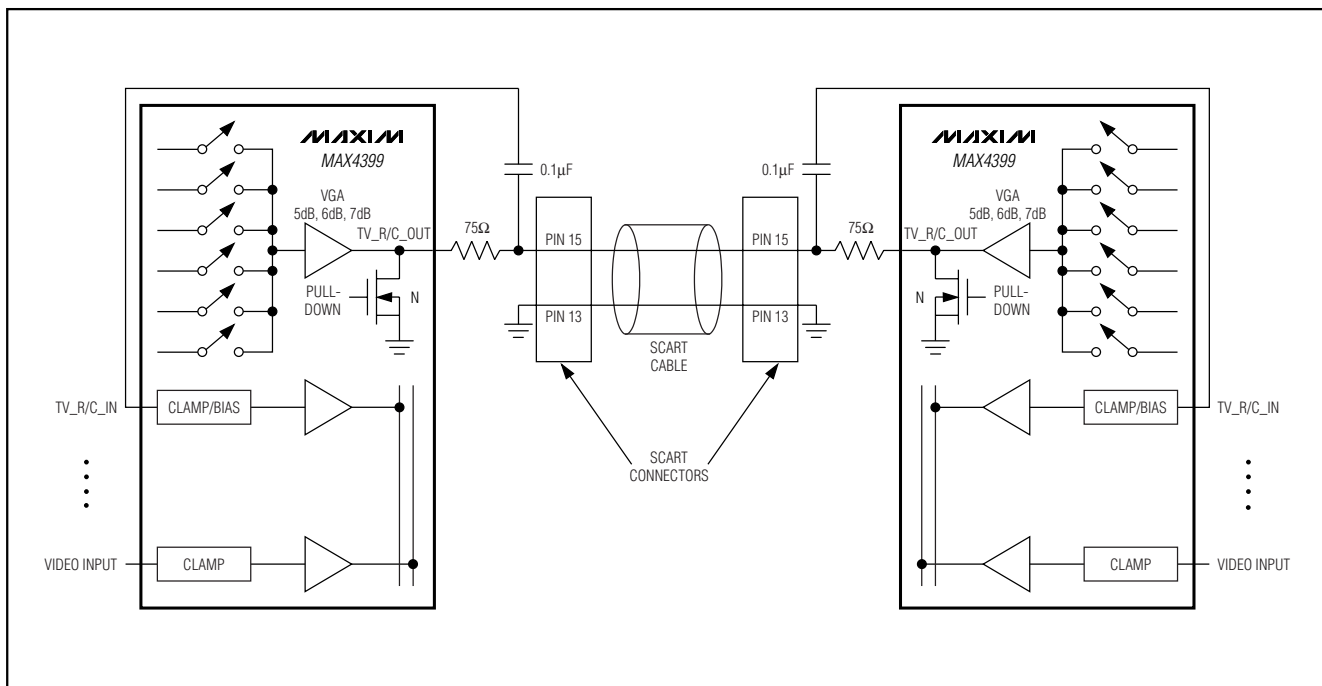 MAXIM
MAX4399
VGA
5dB, 6dB, 7dB
TV_R/C_OUT
75Ω
0.1µF
PULL-
DOWN
N
PIN 15
PIN 13
TV_R/C_IN
CLAMP/BIAS
VIDEO INPUT
CLAMP
SCART
CABLE
SCART
CONNECTORS
MAXIM
MAX4399
VGA
5dB, 6dB, 7dB
TV_R/C_OUT
75Ω
0.1µF
PULL-
DOWN
N
PIN 15
PIN 13
CLAMP/BIAS
TV_R/C_IN
CLAMP
VIDEO INPUT